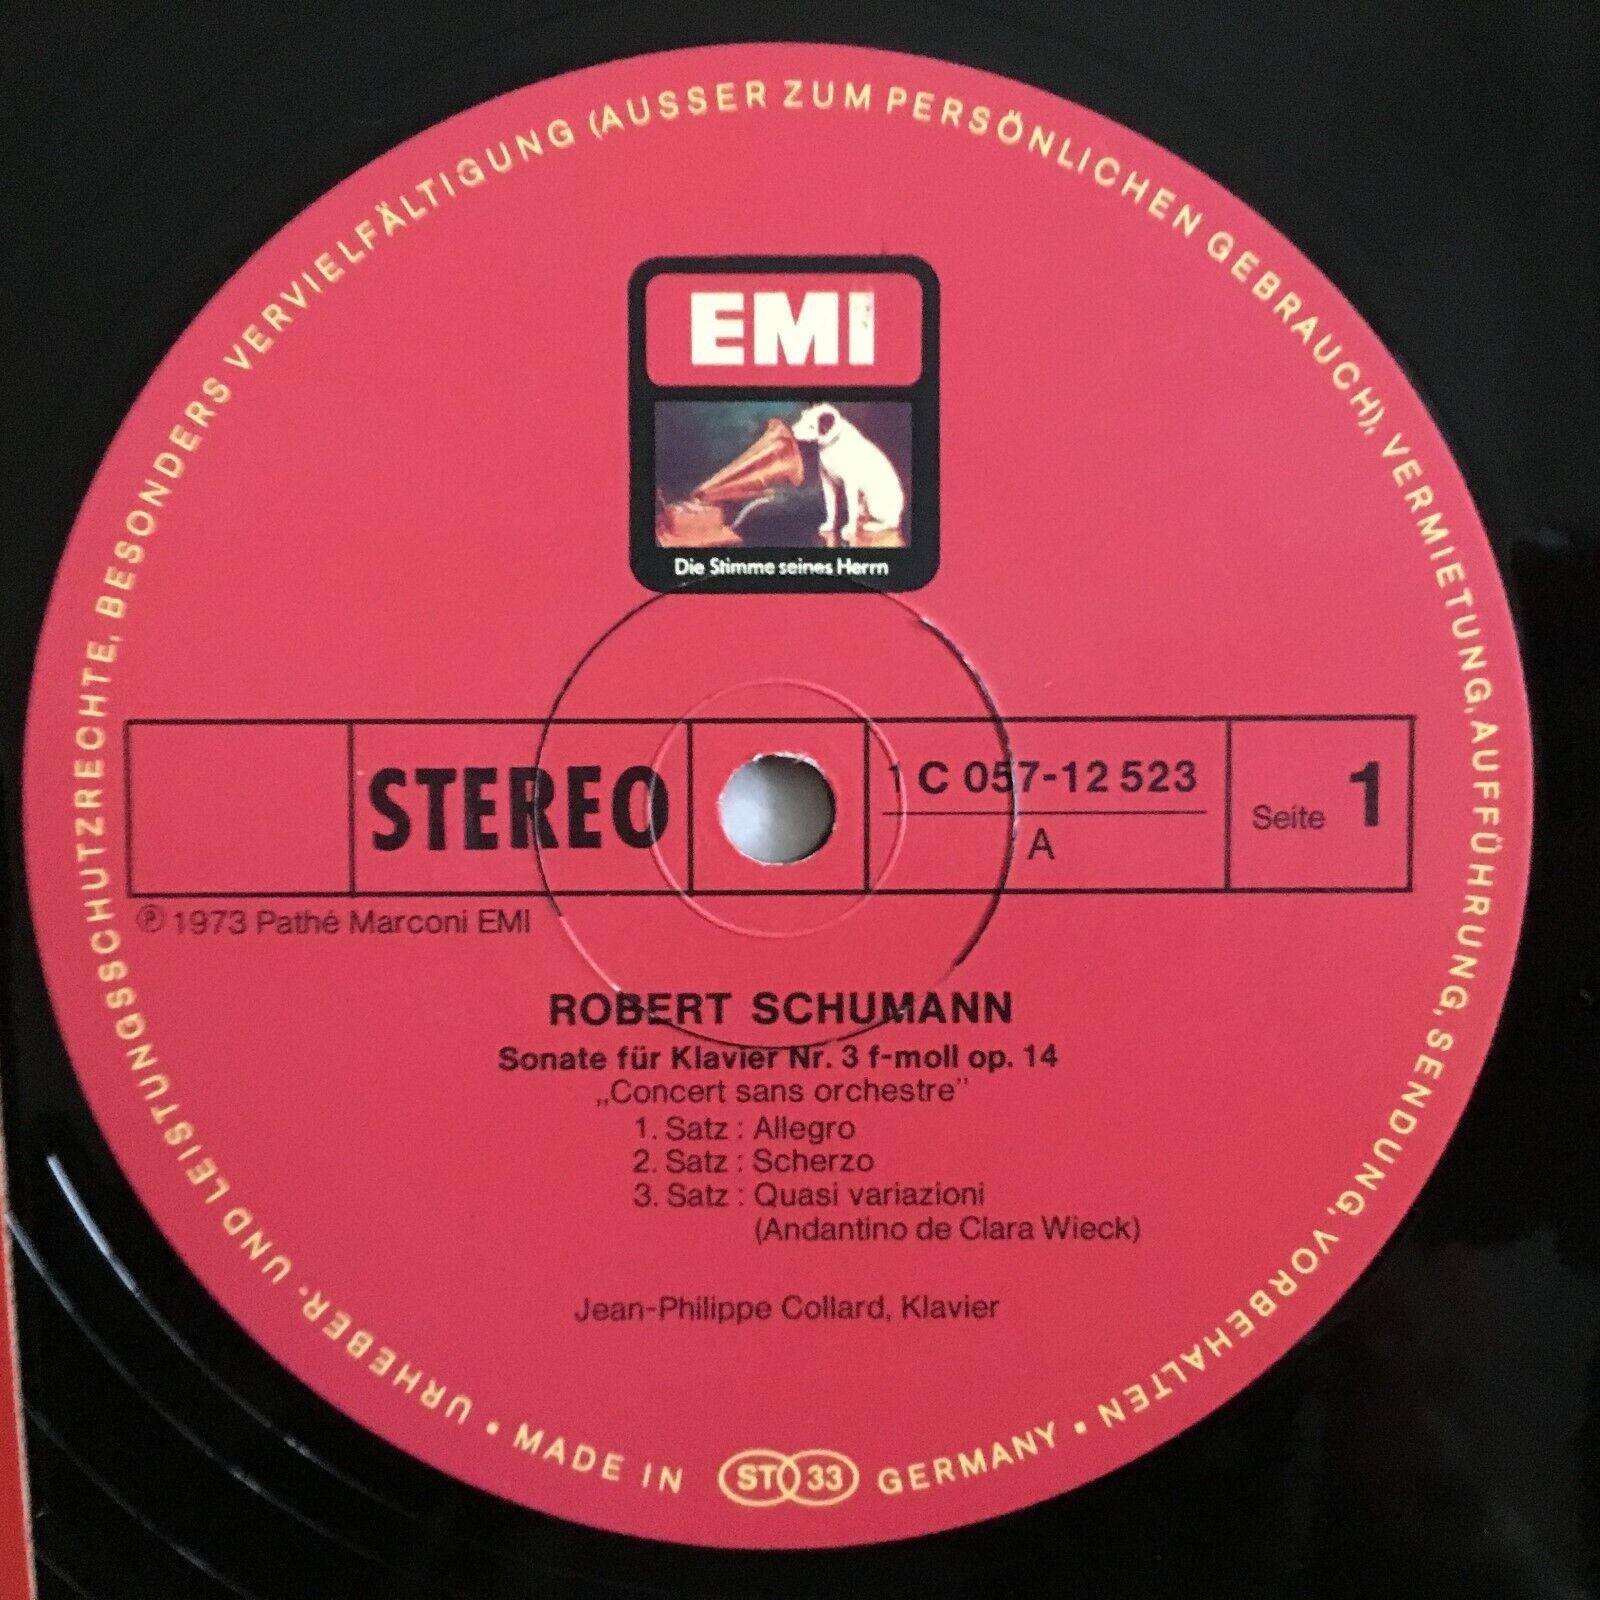 URHEBER- UND LEISTUNGSSCHUTZRECHTE, BESONDERS VERVIELFÄLTIGUNG (AUSSER ZUM PERSÖNLICHEN GEBRAUCH), VERMIETUNG, AUFFÜHRUNG, SENDUNG, VORBEHALTEN
EMI
Die Stimme seines Herrn
STEREO
1 C 057-12 523
A
Seite 1
℗ 1973 Pathé Marconi EMI
ROBERT SCHUMANN
Sonate für Klavier Nr. 3 f-moll op. 14
„Concert sans orchestre”
1. Satz : Allegro
2. Satz : Scherzo
3. Satz : Quasi variazioni
(Andantino de Clara Wieck)
Jean-Philippe Collard, Klavier
• MADE IN ST 33 GERMANY •